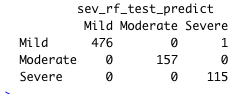 sev_rf_test_predict
Mild Moderate Severe
Mild 476 0 1
Moderate 0 157 0
Severe 0 0 115
>